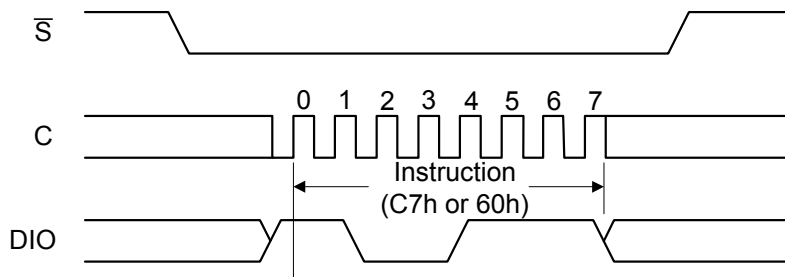 S̅
0 1 2 3 4 5 6 7
C
Instruction
(C7h or 60h)
DIO